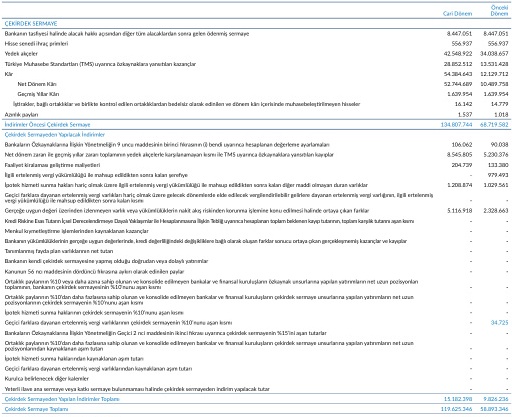 Cari Dönem Önceki Dönem
ÇEKİRDEK SERMAYE
Bankanın tasfiyesi halinde alacak hakkı açısından diğer tüm alacaklardan sonra gelen ödenmiş sermaye 8.447.051 8.447.051
Hisse senedi ihraç primleri 556.937 556.937
Yedek akçeler 42.548.922 34.038.657
Türkiye Muhasebe Standartları (TMS) uyarınca özkaynaklara yansıtılan kazançlar 28.852.512 13.531.428
Kâr 54.384.643 12.129.712
Net Dönem Kârı 52.744.689 10.489.758
Geçmiş Yıllar Kârı 1.639.954 1.639.954
İştirakler, bağlı ortaklıklar ve birlikte kontrol edilen ortaklıklardan bedelsiz olarak edinilen ve dönem kârı içerisinde muhasebeleştirilmeyen hisseler 16.142 14.779
Azınlık payları 1.537 1.018
İndirimler Öncesi Çekirdek Sermaye 134.807.744 68.719.582
Çekirdek Sermayeden Yapılacak İndirimler
Bankaların Özkaynaklarına İlişkin Yönetmeliğin 9 uncu maddesinin birinci fıkrasının (i) bendi uyarınca hesaplanan değerleme ayarlamaları 106.062 90.038
Net dönem zararı ile geçmiş yıllar zararı toplamının yedek akçelerle karşılanamayan kısmı ile TMS uyarınca özkaynaklara yansıtılan kayıplar 8.545.805 5.230.376
Faaliyet kiralaması geliştirme maliyetleri 204.739 133.380
İlgili ertelenmiş vergi yükümlülüğü ile mahsup edildikten sonra kalan şerefiye - 979.493
İpotek hizmeti sunma hakları hariç olmak üzere ilgili ertelenmiş vergi yükümlülüğü ile mahsup edildikten sonra kalan diğer maddi olmayan duran varlıklar 1.208.874 1.029.561
Geçici farklara dayanan ertelenmiş vergi varlıkları hariç olmak üzere gelecek dönemlerde elde edilecek vergilendirilebilir gelirlere dayanan ertelenmiş vergi varlığının, ilgili ertelenmiş
vergi yükümlülüğü ile mahsup edildikten sonra kalan kısmı - -
Gerçeğe uygun değeri üzerinden izlenmeyen varlık veya yükümlülüklerin nakit akış riskinden korunma işlemine konu edilmesi halinde ortaya çıkan farklar 5.116.918 2.328.663
Kredi Riskine Esas Tutarın İçsel Derecelendirmeye Dayalı Yaklaşımlar ile Hesaplanmasına İlişkin Tebliğ uyarınca hesaplanan toplam beklenen kayıp tutarının, toplam karşılık tutarını aşan kısmı - -
Menkul kıymetleştirme işlemlerinden kaynaklanan kazançlar - -
Bankanın yükümlülüklerinin gerçeğe uygun değerlerinde, kredi değerliliğindeki değişikliklere bağlı olarak oluşan farklar sonucu ortaya çıkan gerçekleşmemiş kazançlar ve kayıplar - -
Tanımlanmış fayda plan varlıklarının net tutarı - -
Bankanın kendi çekirdek sermayesine yapmış olduğu doğrudan veya dolaylı yatırımlar - -
Kanunun 56 ncı maddesinin dördüncü fıkrasına aykırı olarak edinilen paylar - -
Ortaklık paylarının %10 veya daha azına sahip olunan ve konsolide edilmeyen bankalar ve finansal kuruluşların özkaynak unsurlarına yapılan yatırımların net uzun pozisyonları
toplamının, bankanın çekirdek sermayesinin %10'nunu aşan kısmı - -
Ortaklık paylarının %10'dan daha fazlasına sahip olunan ve konsolide edilmeyen bankalar ve finansal kuruluşların çekirdek sermaye unsurlarına yapılan yatırımların net uzun
pozisyonlarının çekirdek sermayenin %10'nunu aşan kısmı - -
İpotek hizmeti sunma haklarının çekirdek sermayenin %10'nunu aşan kısmı - -
Geçici farklara dayanan ertelenmiş vergi varlıklarının çekirdek sermayenin %10'nunu aşan kısmı - 34.725
Bankaların Özkaynaklarına İlişkin Yönetmeliğin Geçici 2 nci maddesinin ikinci fıkrası uyarınca çekirdek sermayenin %15'ini aşan tutarlar - -
Ortaklık paylarının %10'dan daha fazlasına sahip olunan ve konsolide edilmeyen bankalar ve finansal kuruluşların çekirdek sermaye unsurlarına yapılan yatırımların net uzun
pozisyonlarından kaynaklanan aşım tutarı - -
İpotek hizmeti sunma haklarından kaynaklanan aşım tutarı - -
Geçici farklara dayanan ertelenmiş vergi varlıklarından kaynaklanan aşım tutarı - -
Kurulca belirlenecek diğer kalemler - -
Yeterli ilave ana sermaye veya katkı sermaye bulunmaması halinde çekirdek sermayeden indirim yapılacak tutar - -
Çekirdek Sermayeden Yapılan İndirimler Toplamı 15.182.398 9.826.236
Çekirdek Sermaye Toplamı 119.625.346 58.893.346